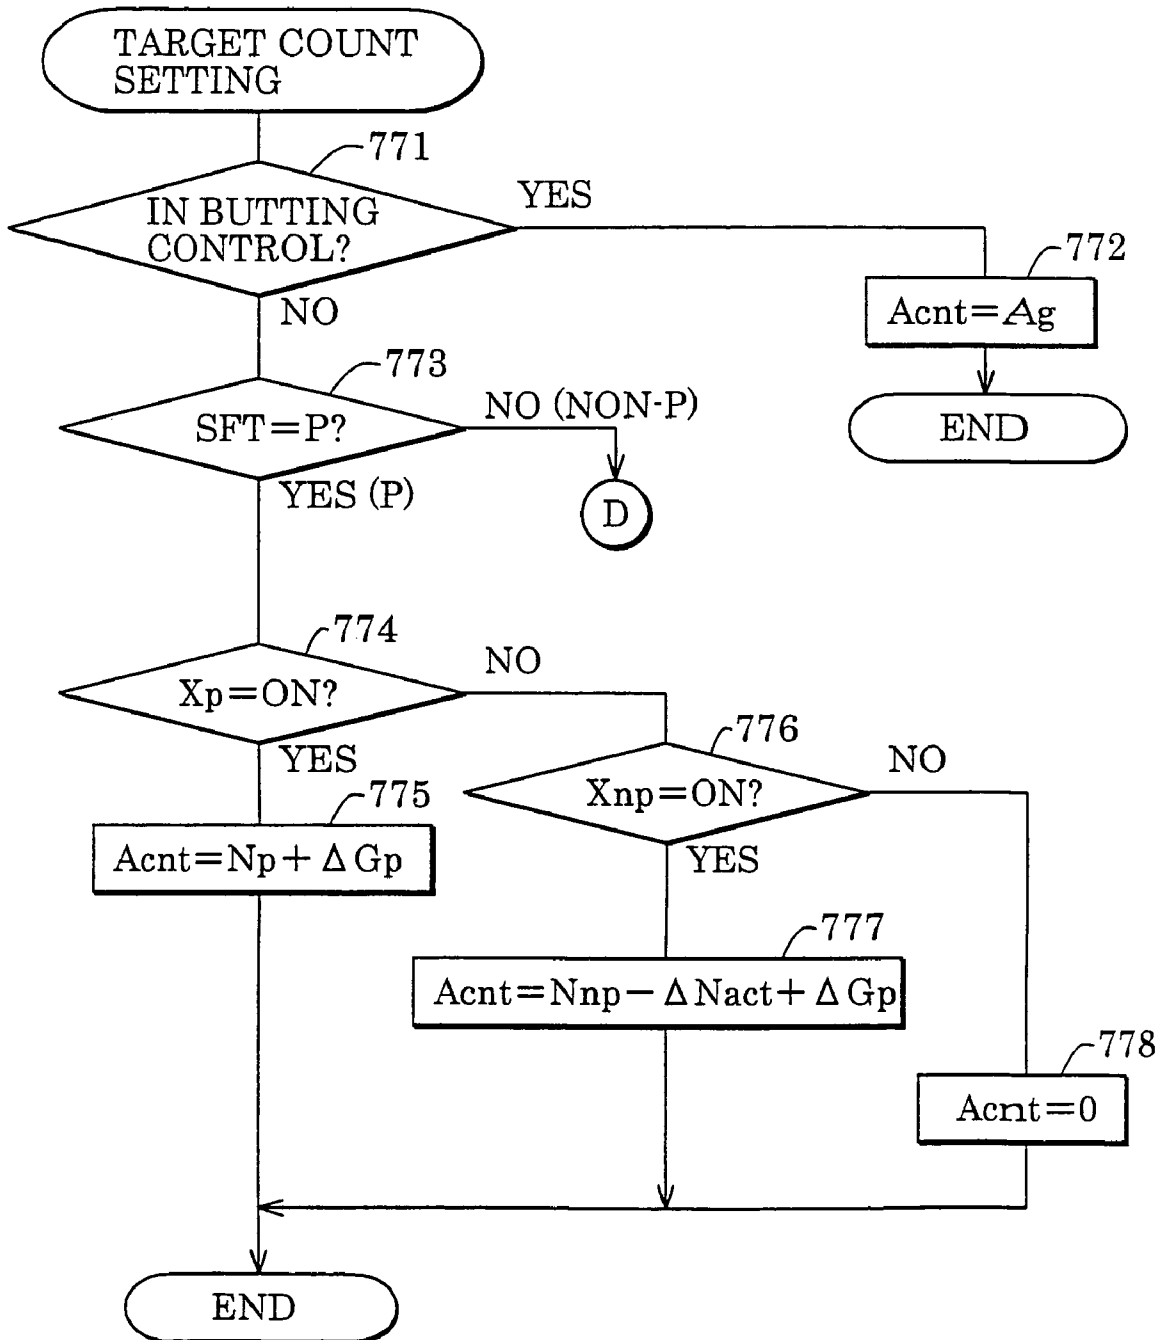 TARGET COUNT
SETTING
771
IN BUTTING
CONTROL?
YES
NO
772
Acnt=Ag
END
773
SFT=P?
NO (NON-P)
D
YES (P)
774
Xp=ON?
NO
YES
775
Acnt=Np+ΔGp
776
Xnp=ON?
NO
YES
777
Acnt=Nnp−ΔNact+ΔGp
778
Acnt=0
END